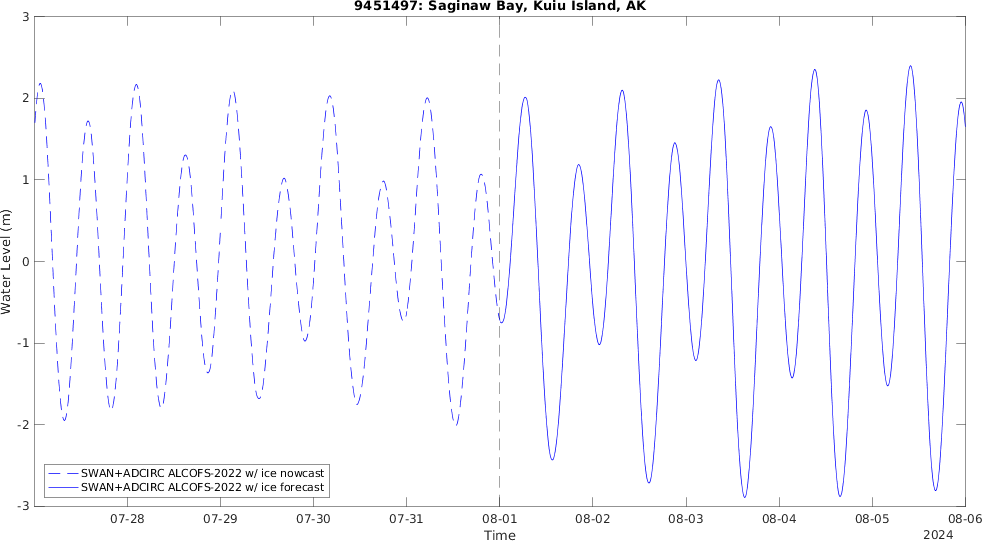 9451497: Saginaw Bay, Kuiu Island, AK
3
2
1
0
-1
-2
-3
Water Level (m)
SWAN+ADCIRC ALCOFS-2022 w/ ice nowcast
SWAN+ADCIRC ALCOFS-2022 w/ ice forecast
07-28 07-29 07-30 07-31 08-01 08-02 08-03 08-04 08-05 08-06
Time
2024